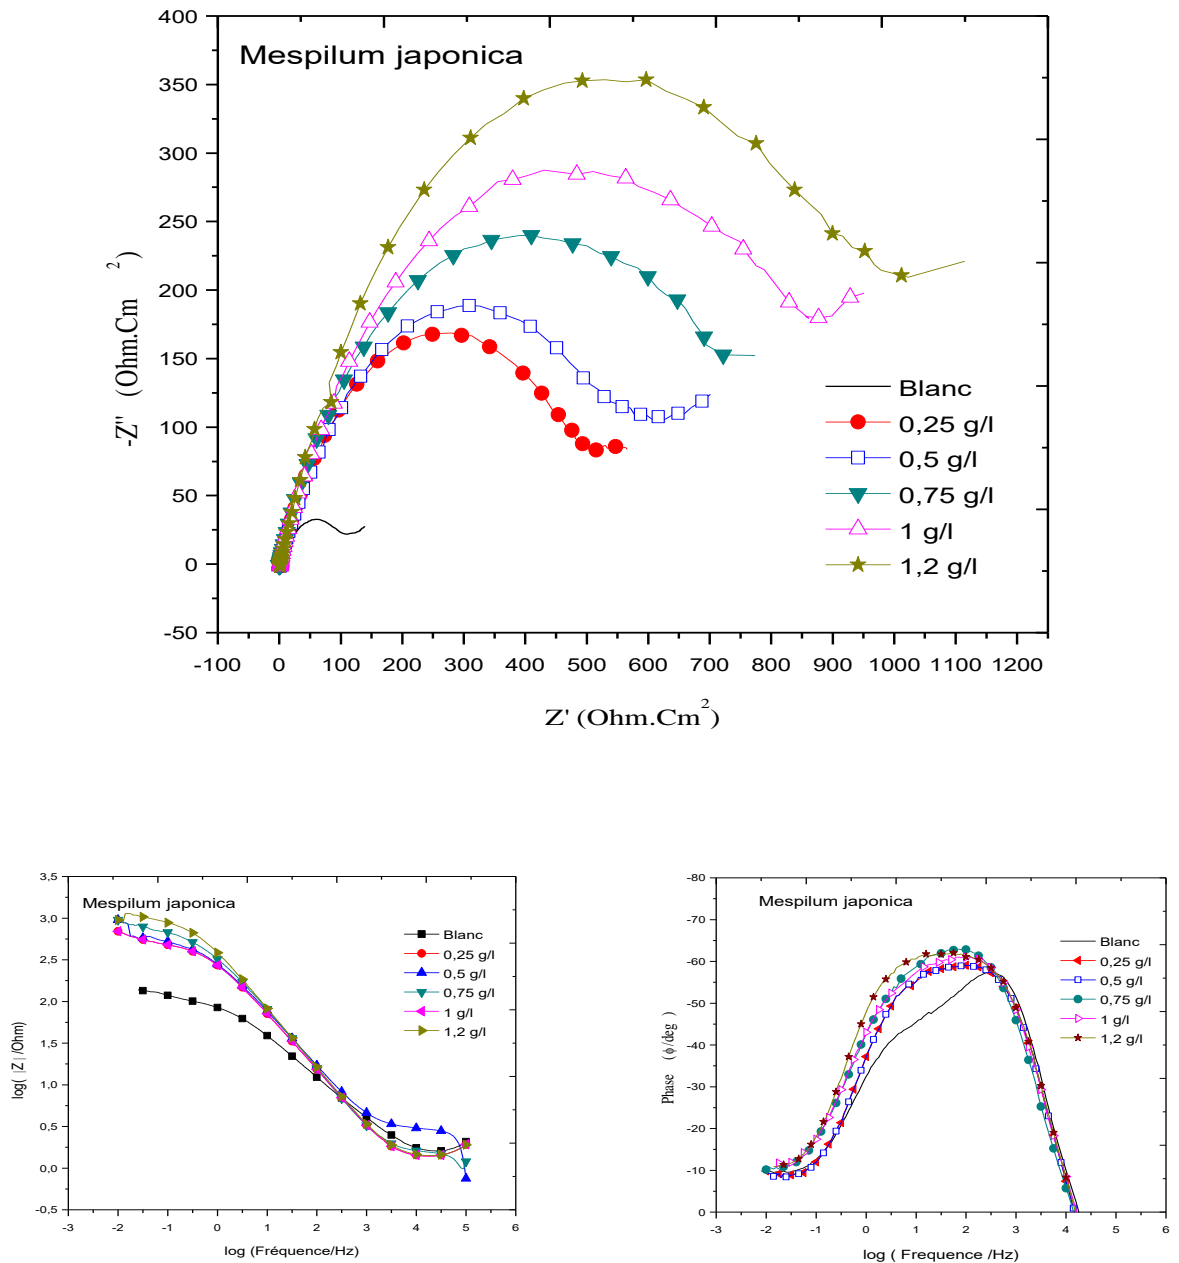 Mespilum japonica
400
350
300
250
200
150
100
50
0
-50
-Z'' (Ohm.Cm 2)
Blanc
0,25 g/l
0,5 g/l
0,75 g/l
1 g/l
1,2 g/l
-100 0 100 200 300 400 500 600 700 800 900 1000 1100 1200
Z' (Ohm.Cm2)
Mespilum japonica
3,5
3,0
2,5
2,0
1,5
1,0
0,5
0,0
-0,5
log( |Z| /Ohm)
Blanc
0,25 g/l
0,5 g/l
0,75 g/l
1 g/l
1,2 g/l
-3 -2 -1 0 1 2 3 4 5 6
log (Fréquence/Hz)
Mespilum japonica
-80
-70
-60
-50
-40
-30
-20
-10
0
Phase (ϕ/deg )
Blanc
0,25 g/l
0,5 g/l
0,75 g/l
1 g/l
1,2 g/l
-3 -2 -1 0 1 2 3 4 5 6
log ( Frequence /Hz)